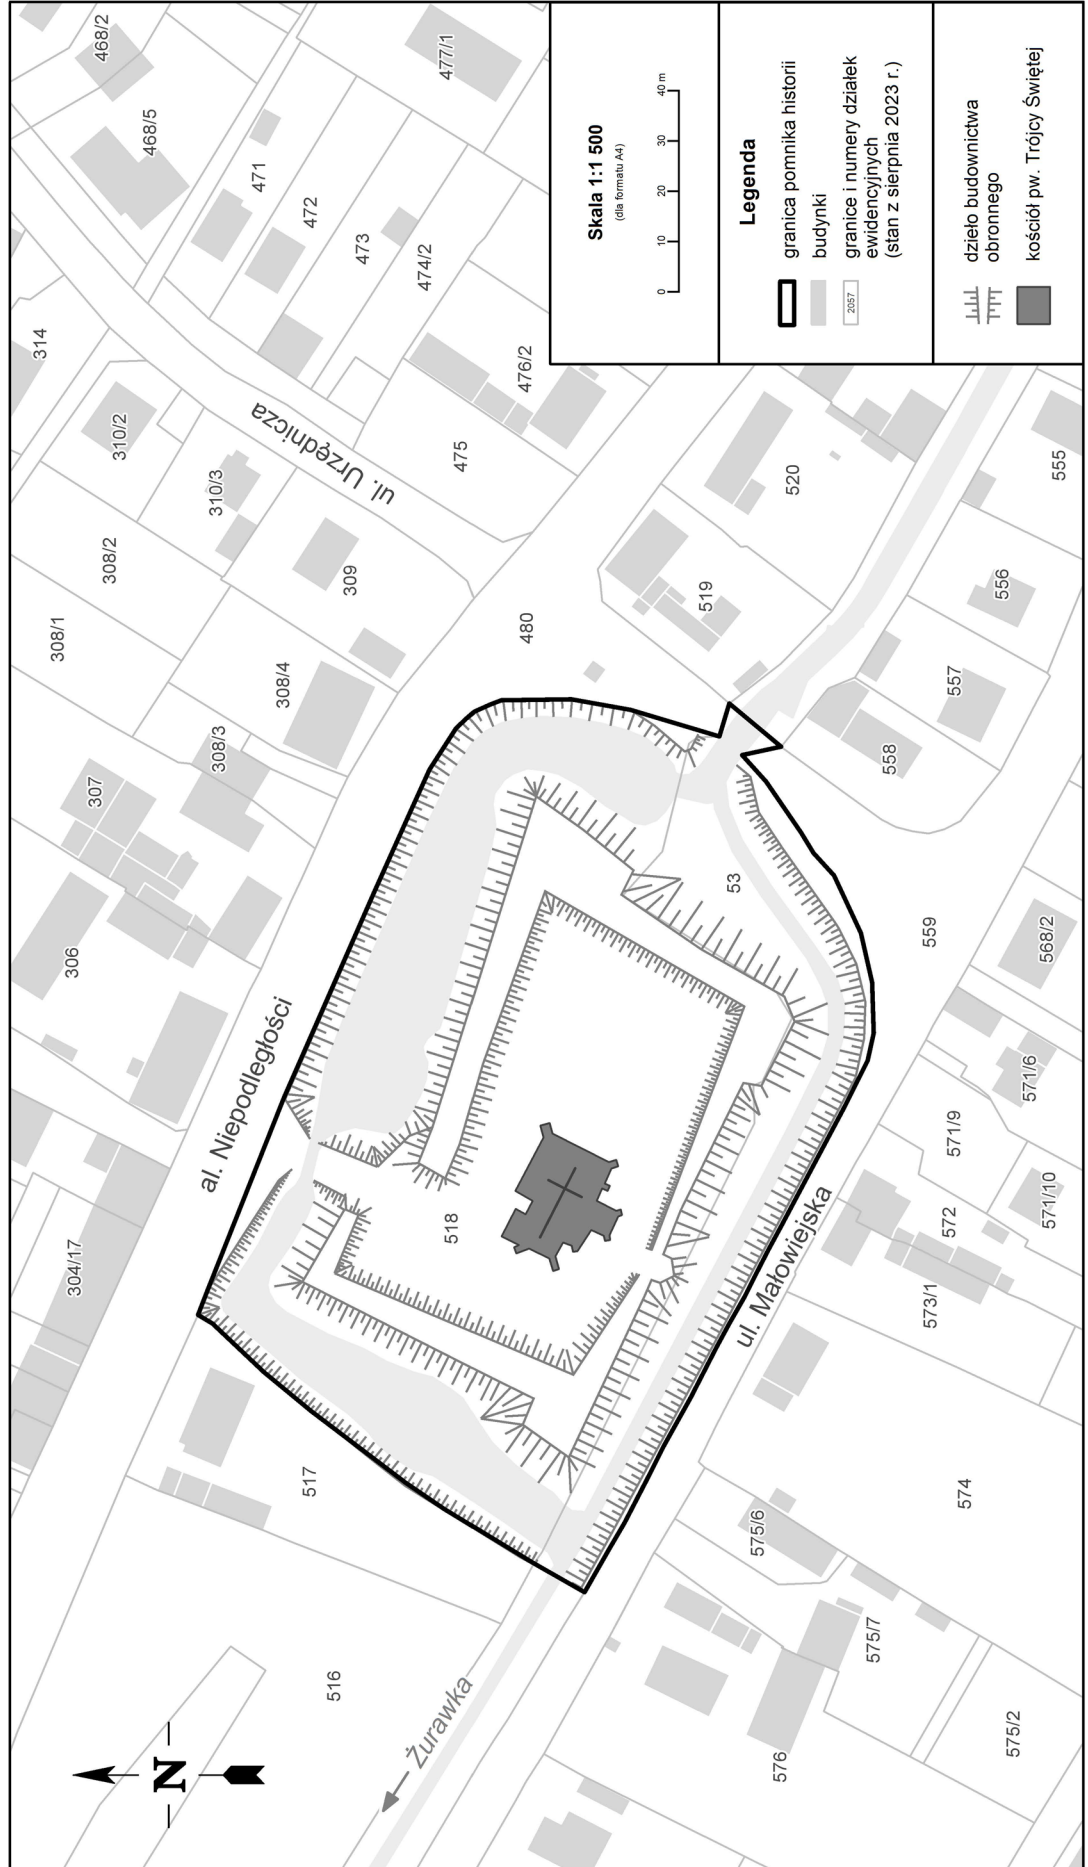 al. Niepodległości
ul. Urzędnicza
ul. Małowiejska
Żurawka
N
516
517
518
53
480
304/17
306
307
308/3
308/4
308/1
308/2
309
310/3
310/2
314
468/2
468/5
471
472
473
474/2
475
476/2
477/1
519
520
555
556
557
558
559
568/2
571/6
571/9
571/10
572
573/1
574
575/6
575/7
575/2
576
Skala 1:1 500
(dla formatu A4)
0 10 20 30 40 m
Legenda
granica pomnika historii
budynki
2057
granice i numery działek
ewidencyjnych
(stan z sierpnia 2023 r.)
dzieło budownictwa
obronnego
kościół pw. Trójcy Świętej